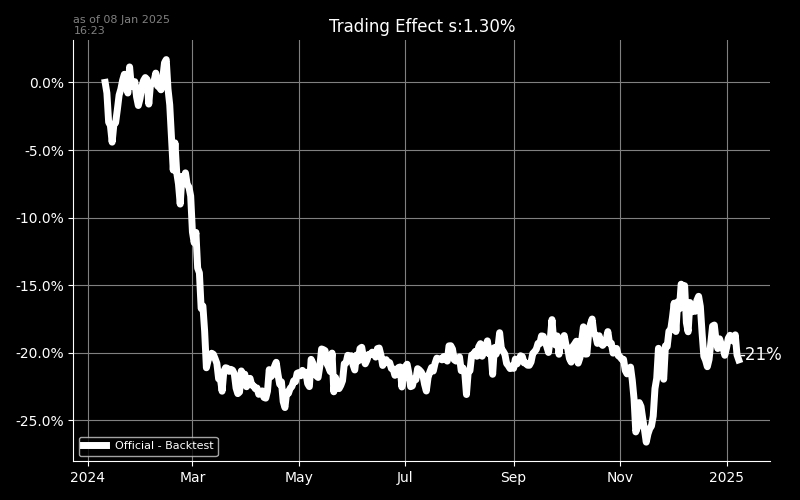 as of 08 Jan 2025
16:23
Trading Effect s:1.30%
0.0%
-5.0%
-10.0%
-15.0%
-20.0%
-25.0%
-21%
Official - Backtest
2024 Mar May Jul Sep Nov 2025